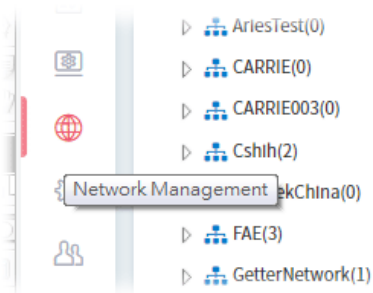 AriesTest(0)
CARRIE(0)
CARRIE003(0)
Cshih(2)
Network Management
ekChina(0)
FAE(3)
GetterNetwork(1)